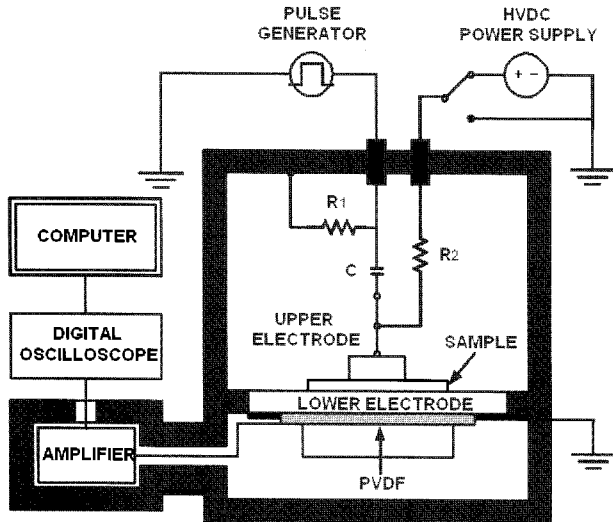 PULSE
GENERATOR
HVDC
POWER SUPPLY
+ -
R1
R2
C
COMPUTER
DIGITAL
OSCILLOSCOPE
UPPER
ELECTRODE
SAMPLE
LOWER ELECTRODE
AMPLIFIER
PVDF